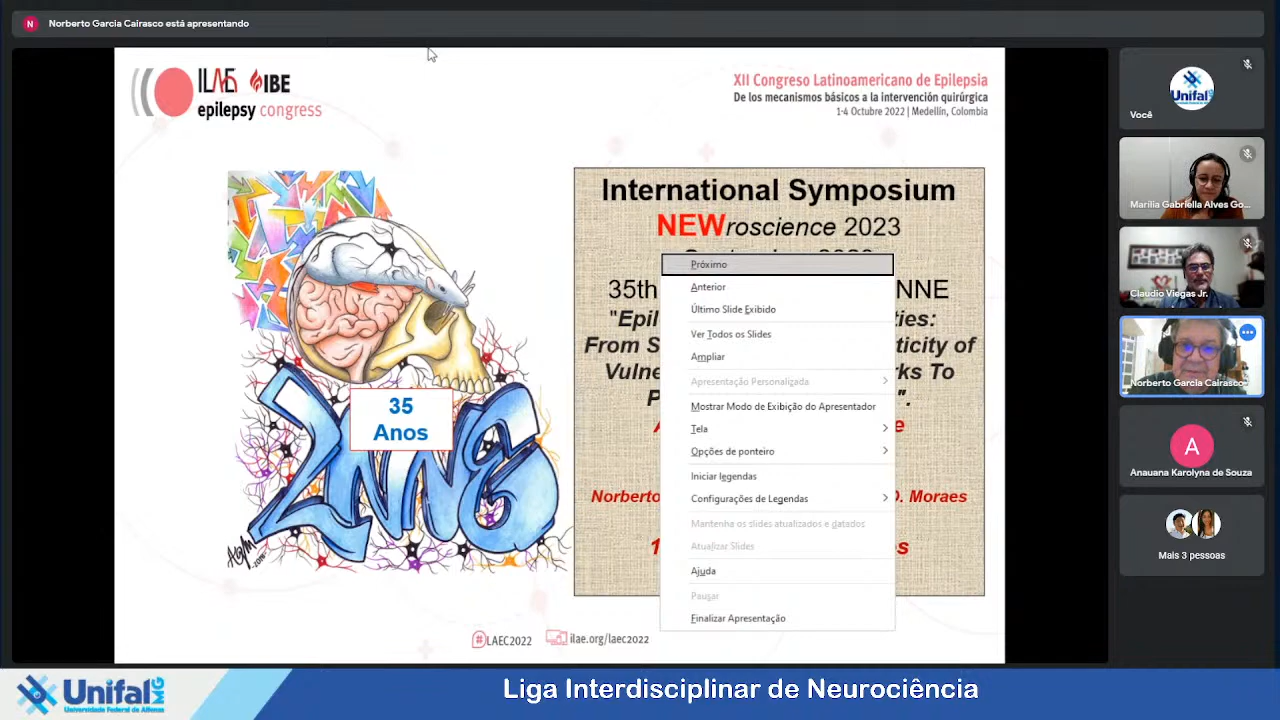 N Norberto Garcia Cairasco está apresentando
ILAE IBE
epilepsy congress
XII Congreso Latinoamericano de Epilepsia
De los mecanismos básicos a la intervención quirúrgica
1-4 Octubre 2022 | Medellín, Colombia
35
Anos
LNNE
International Symposium
NEWroscience 2023
35th NNE
"Epil ties:
From S ticity of
Vulne ks To
P ".
A e
Norberto D. Moraes
1 s
Próximo
Anterior
Último Slide Exibido
Ver Todos os Slides
Ampliar
Apresentação Personalizada
Mostrar Modo de Exibição do Apresentador
Tela
Opções de ponteiro
Iniciar legendas
Configurações de Legendas
Mantenha os slides atualizados e datados
Atualizar Slides
Ajuda
Pausar
Finalizar Apresentação
#LAEC2022 ilae.org/laec2022
Unifal
Você
Marília Gabriella Alves Go...
Claudio Viegas Jr.
Norberto Garcia Cairasco
A
Anauana Karolyna de Souza
Mais 3 pessoas
Unifal MG
Universidade Federal de Alfenas
Liga Interdisciplinar de Neurociência